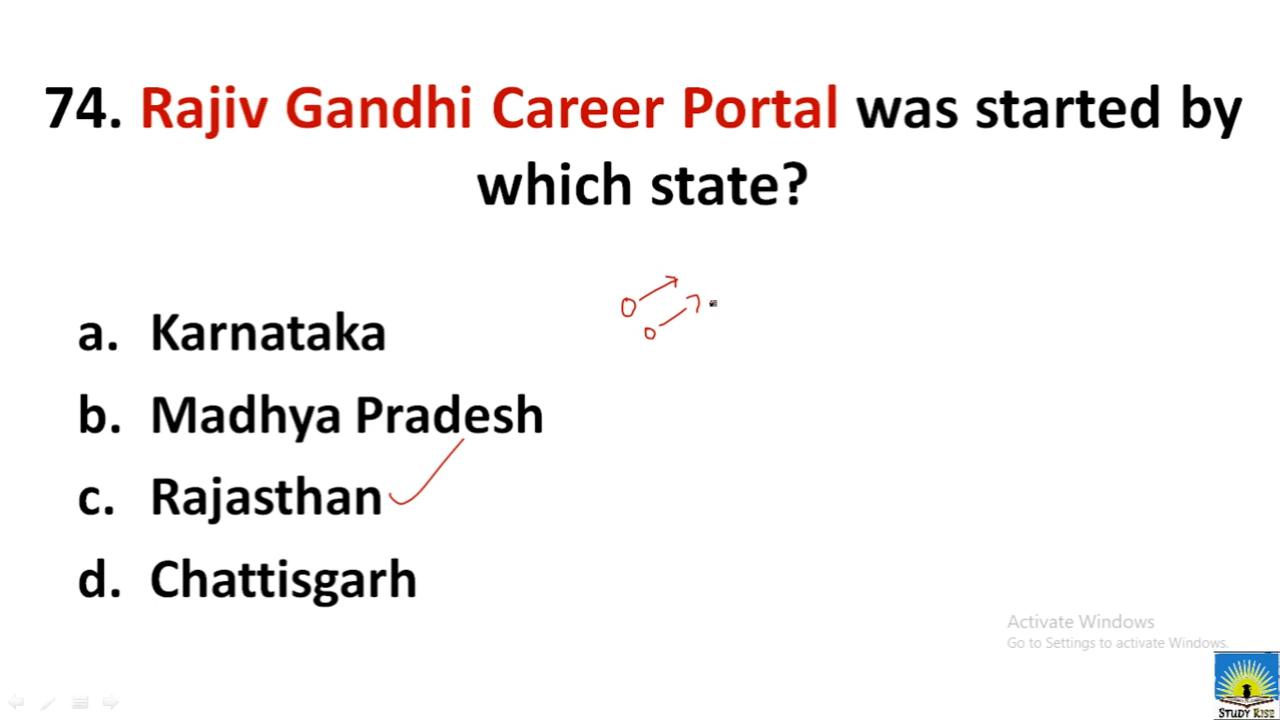 74. Rajiv Gandhi Career Portal was started by
which state?
a. Karnataka
b. Madhya Pradesh
c. Rajasthan
d. Chattisgarh
Activate Windows
Go to Settings to activate Windows.
STUDY RISE